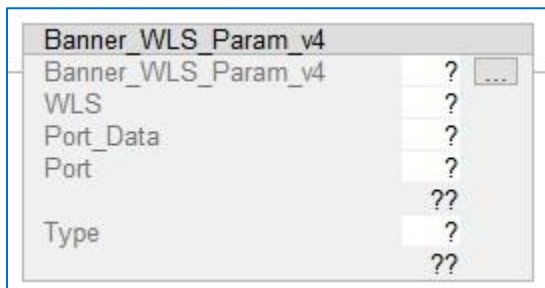 Banner_WLS_Param_v4
Banner_WLS_Param_v4 ? ...
WLS ?
Port_Data ?
Port ?
??
Type ?
??